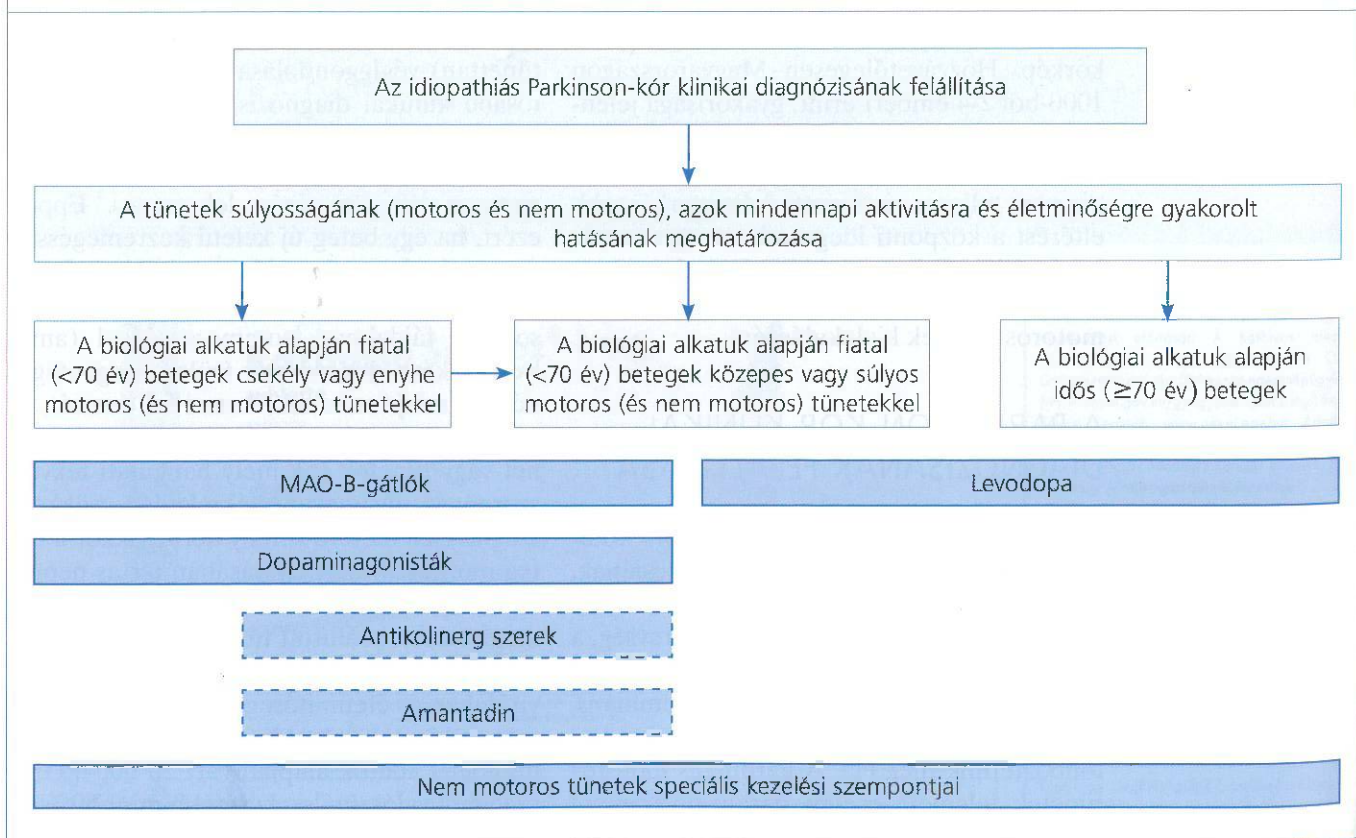 Az idiopathiás Parkinson-kór klinikai diagnózisának felállítása
A tünetek súlyosságának (motoros és nem motoros), azok mindennapi aktivitásra és életminőségre gyakorolt
hatásának meghatározása
A biológiai alkatuk alapján fiatal
(<70 év) betegek csekély vagy enyhe
motoros (és nem motoros) tünetekkel
A biológiai alkatuk alapján fiatal
(<70 év) betegek közepes vagy súlyos
motoros (és nem motoros) tünetekkel
A biológiai alkatuk alapján
idős (≥70 év) betegek
MAO-B-gátlók
Levodopa
Dopaminagonisták
Antikolinerg szerek
Amantadin
Nem motoros tünetek speciális kezelési szempontjai